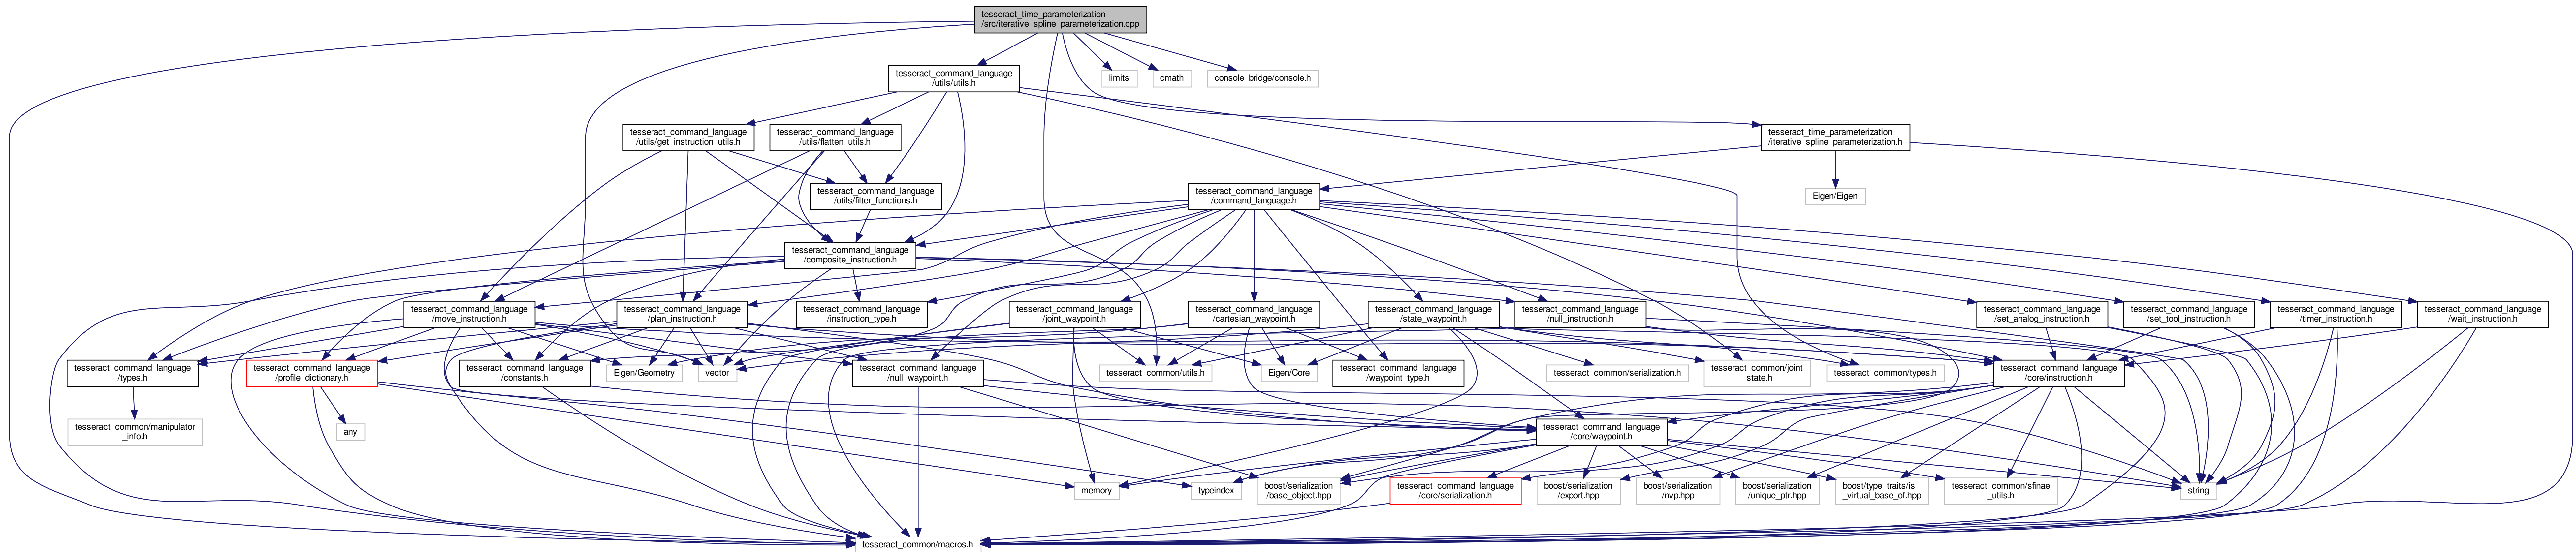 tesseract_time_parameterization
/src/iterative_spline_parameterization.cpp
tesseract_command_language
/utils/utils.h
limits
cmath
console_bridge/console.h
tesseract_command_language
/utils/get_instruction_utils.h
tesseract_command_language
/utils/flatten_utils.h
tesseract_time_parameterization
/iterative_spline_parameterization.h
tesseract_command_language
/utils/filter_functions.h
tesseract_command_language
/command_language.h
Eigen/Eigen
tesseract_command_language
/composite_instruction.h
tesseract_command_language
/move_instruction.h
tesseract_command_language
/plan_instruction.h
tesseract_command_language
/instruction_type.h
tesseract_command_language
/joint_waypoint.h
tesseract_command_language
/cartesian_waypoint.h
tesseract_command_language
/state_waypoint.h
tesseract_command_language
/null_instruction.h
tesseract_command_language
/set_analog_instruction.h
tesseract_command_language
/set_tool_instruction.h
tesseract_command_language
/timer_instruction.h
tesseract_command_language
/wait_instruction.h
tesseract_command_language
/types.h
tesseract_command_language
/profile_dictionary.h
tesseract_command_language
/constants.h
Eigen/Geometry
vector
tesseract_command_language
/null_waypoint.h
tesseract_common/utils.h
Eigen/Core
tesseract_command_language
/waypoint_type.h
tesseract_common/serialization.h
tesseract_common/joint
_state.h
tesseract_common/types.h
tesseract_command_language
/core/instruction.h
tesseract_common/manipulator
_info.h
any
tesseract_command_language
/core/waypoint.h
memory
typeindex
boost/serialization
/base_object.hpp
tesseract_command_language
/core/serialization.h
boost/serialization
/export.hpp
boost/serialization
/nvp.hpp
boost/serialization
/unique_ptr.hpp
boost/type_traits/is
_virtual_base_of.hpp
tesseract_common/sfinae
_utils.h
string
tesseract_common/macros.h